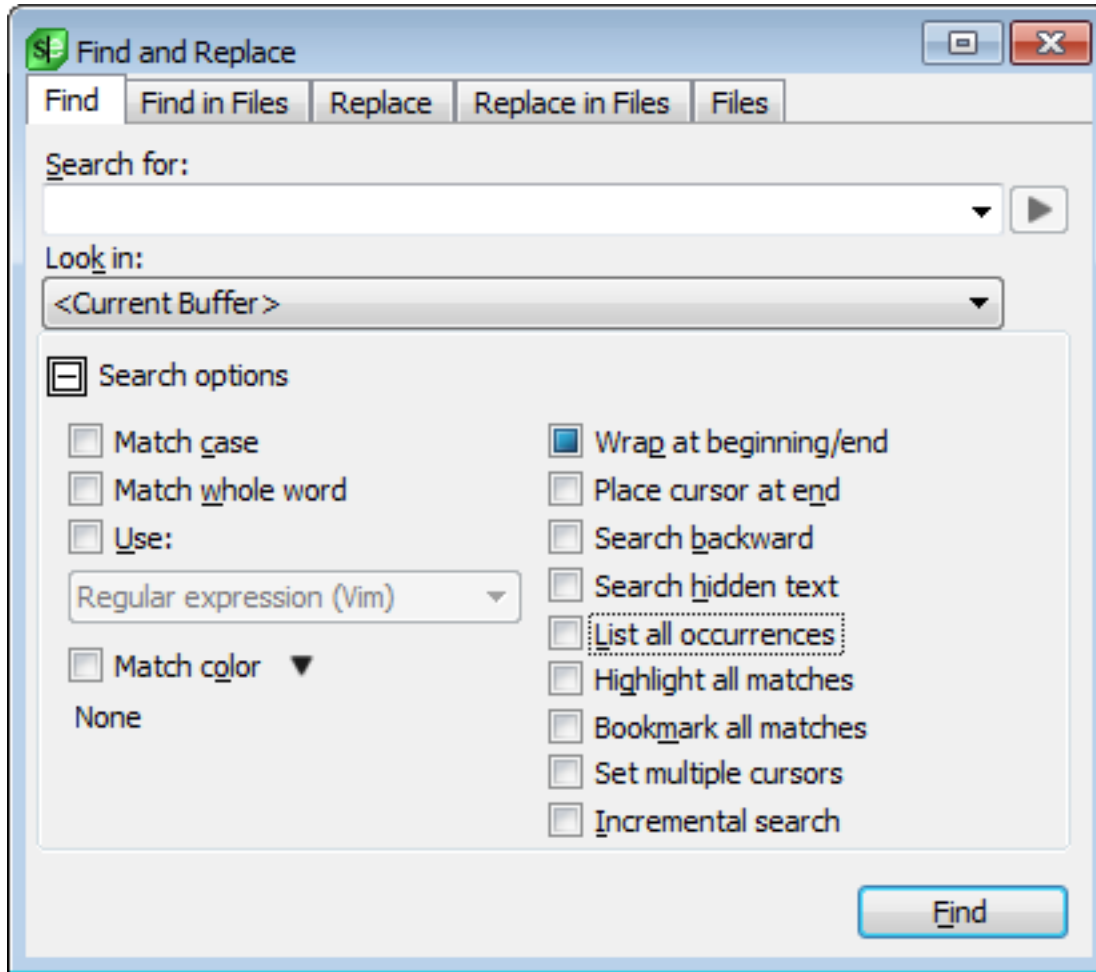 Find and Replace
Find
Find in Files
Replace
Replace in Files
Files
Search for:
Look in:
<Current Buffer>
Search options
Match case
Match whole word
Use:
Regular expression (Vim)
Match color
None
Wrap at beginning/end
Place cursor at end
Search backward
Search hidden text
List all occurrences
Highlight all matches
Bookmark all matches
Set multiple cursors
Incremental search
Find